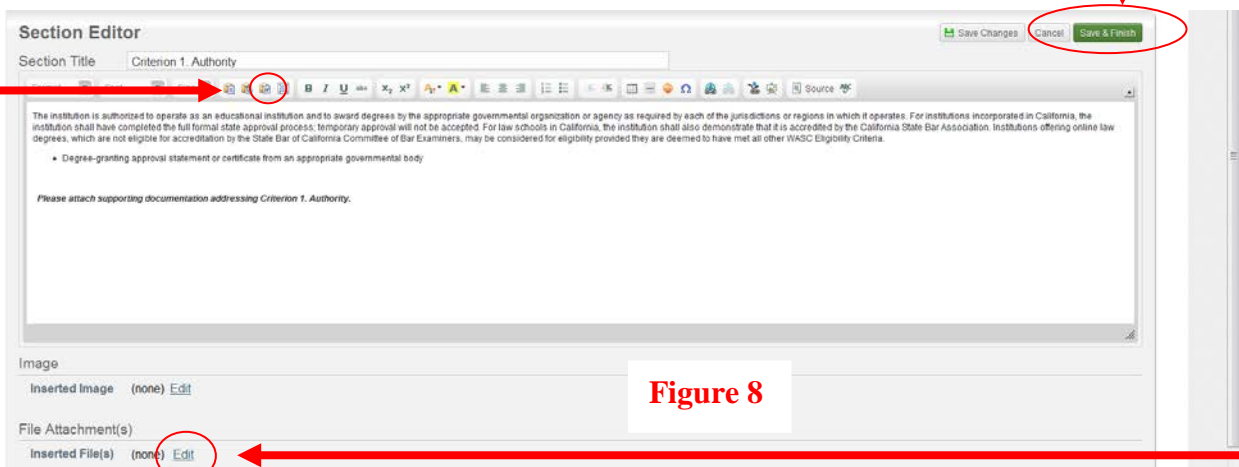 Section Editor
Save Changes Cancel Save & Finish
Section Title Criterion 1. Authority
B I U abc X₂ X² A A Ω Source
The institution is authorized to operate as an educational institution and to award degrees by the appropriate governmental organization or agency as required by each of the jurisdictions or regions in which it operates. For institutions incorporated in California, the
institution shall have completed the full formal state approval process; temporary approval will not be accepted. For law schools in California, the institution shall also demonstrate that it is accredited by the California State Bar Association. Institutions offering online law
degrees, which are not eligible for accreditation by the State Bar of California Committee of Bar Examiners, may be considered for eligibility provided they are deemed to have met all other WASC Eligibility Criteria.
• Degree-granting approval statement or certificate from an appropriate governmental body
Please attach supporting documentation addressing Criterion 1. Authority.
Image
Inserted Image (none) Edit
Figure 8
File Attachment(s)
Inserted File(s) (none) Edit